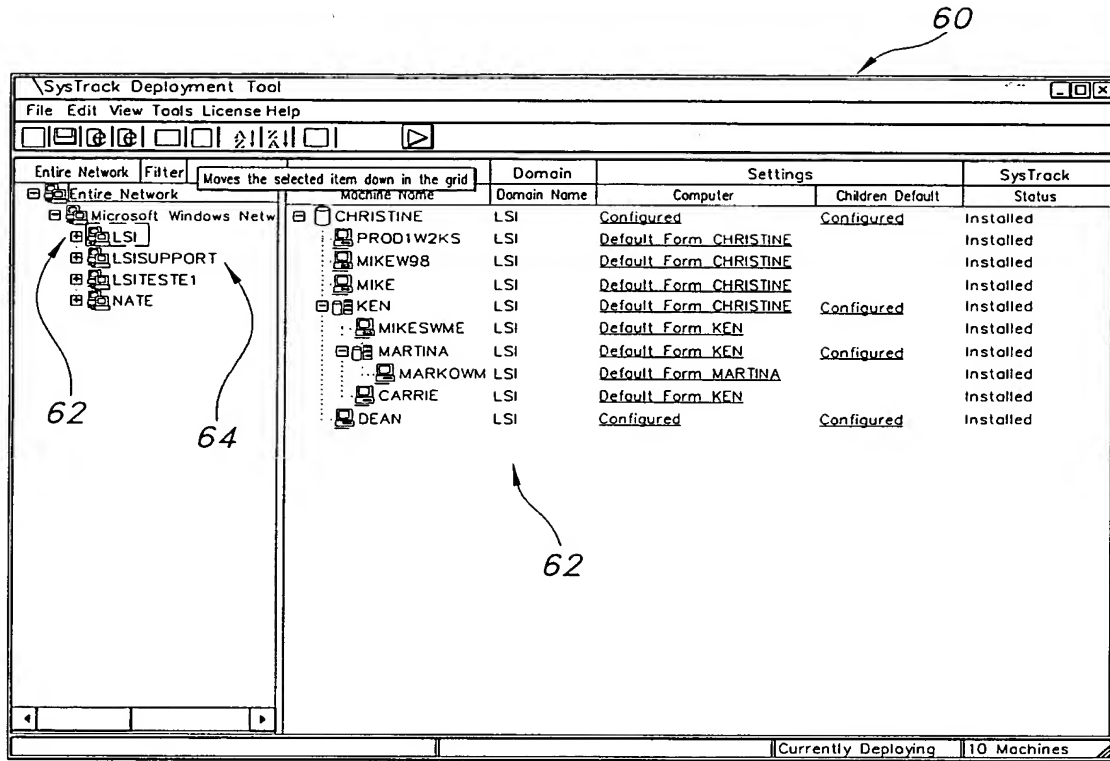 60
\SysTrack Deployment Tool
File Edit View Tools License Help
Entire Network Filter Moves the selected item down in the grid Domain Settings SysTrack
Machine Name Domain Name Computer Children Default Status
Entire Network
Microsoft Windows Netw
LSI
LSISUPPORT
LSITESTE1
NATE
CHRISTINE LSI Configured Configured Installed
PROD1W2KS LSI Default Form CHRISTINE Installed
MIKEW98 LSI Default Form CHRISTINE Installed
MIKE LSI Default Form CHRISTINE Installed
KEN LSI Default Form CHRISTINE Configured Installed
MIKESWME LSI Default Form KEN Installed
MARTINA LSI Default Form KEN Configured Installed
MARKOWM LSI Default Form MARTINA Installed
CARRIE LSI Default Form KEN Installed
DEAN LSI Configured Configured Installed
62
64
62
Currently Deploying 10 Machines